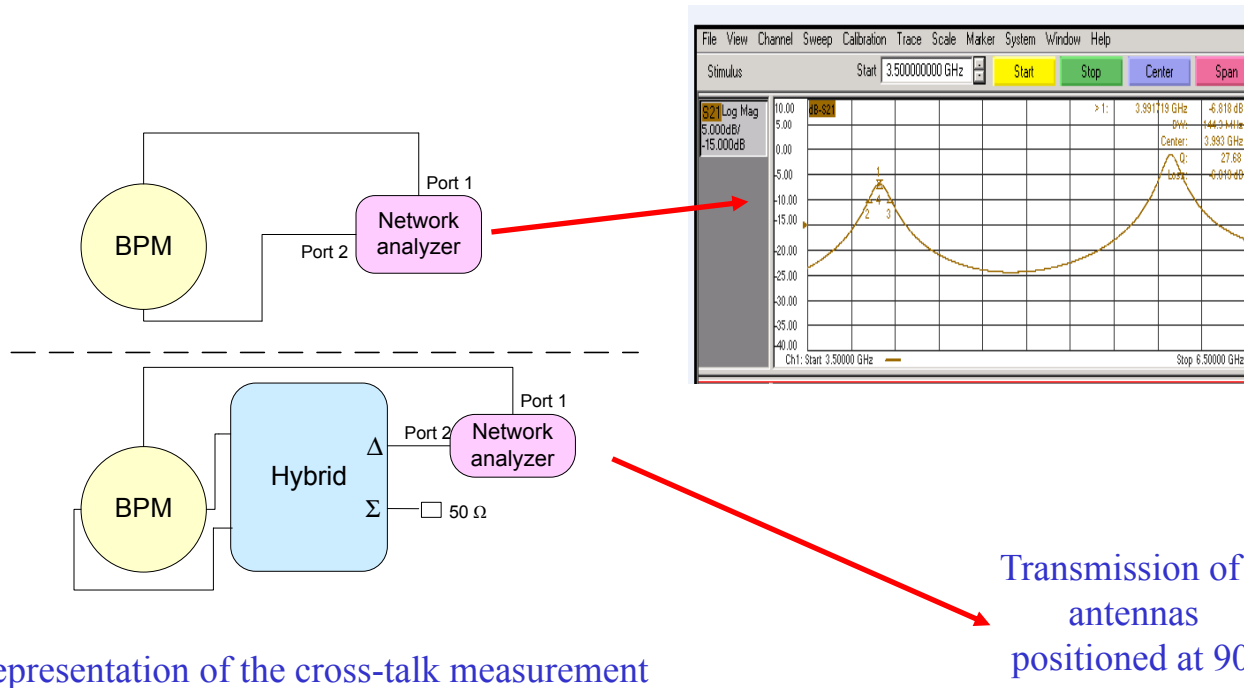 File View Channel Sweep Calibration Trace Scale Marker System Window Help
Stimulus Start 3.500000000 GHz Start Stop Center Span
S21 Log Mag
5.000dB/
-15.000dB
dB-S21
10.00
5.00
0.00
-5.00
-10.00
-15.00
-20.00
-25.00
-30.00
-35.00
-40.00
> 1: 3.991719 GHz -6.818 dB
Center: 3.993 GHz
Q: 27.68
1
2 4 3
Ch1: Start 3.50000 GHz Stop 6.50000 GHz
BPM
Port 1
Port 2
Network
analyzer
BPM
Hybrid
Δ
Σ
50 Ω
Port 1
Port 2
Network
analyzer
Transmission of
antennas
positioned at 90
epresentation of the cross-talk measurement